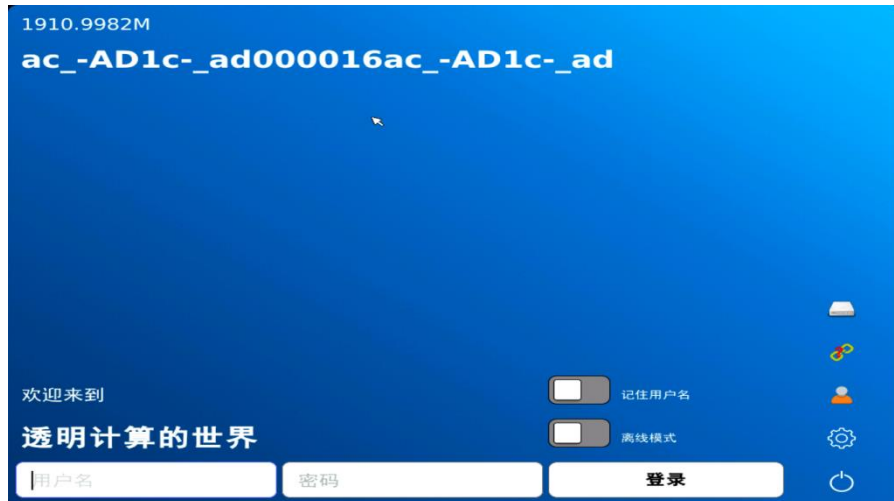 1910.9982M
ac_-AD1c-_ad000016ac_-AD1c-_ad
欢迎来到
记住用户名
透明计算的世界
离线模式
用户名
密码
登录